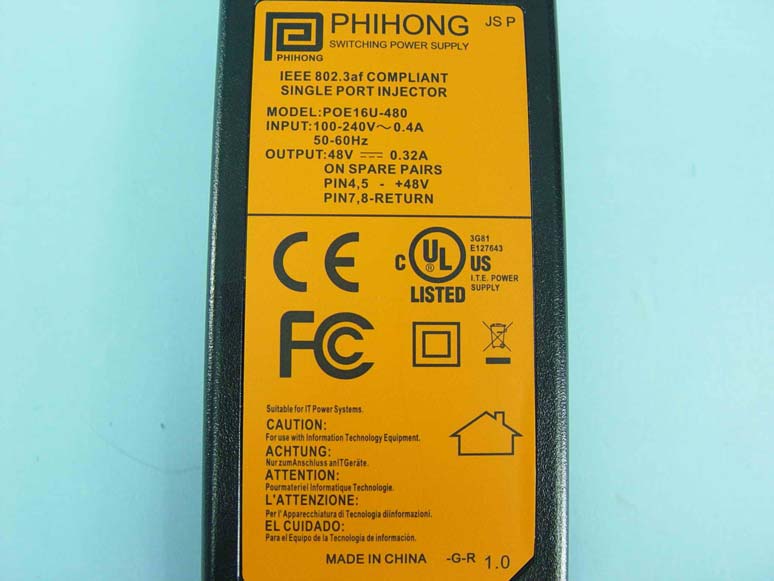 PHIHONG JS P
SWITCHING POWER SUPPLY
PHIHONG
IEEE 802.3af COMPLIANT
SINGLE PORT INJECTOR
MODEL:POE16U-480
INPUT:100-240V～0.4A
50-60Hz
OUTPUT:48V ⎓ 0.32A
ON SPARE PAIRS
PIN4,5 - +48V
PIN7,8-RETURN
CE
C UL ® US
LISTED
3G81
E127643
I.T.E. POWER
SUPPLY
FC
Suitable for IT Power Systems.
CAUTION:
For use with Information Technology Equipment.
ACHTUNG:
NurzumAnschluss anITGeräte.
ATTENTION:
Pourmateriel Informatique Technologie.
L'ATTENZIONE:
Per l' Apparecchiatura di Tecnologia diinformazioni.
EL CUIDADO:
Para el Equipo de la Tecnologia de información.
MADE IN CHINA -G-R 1.0